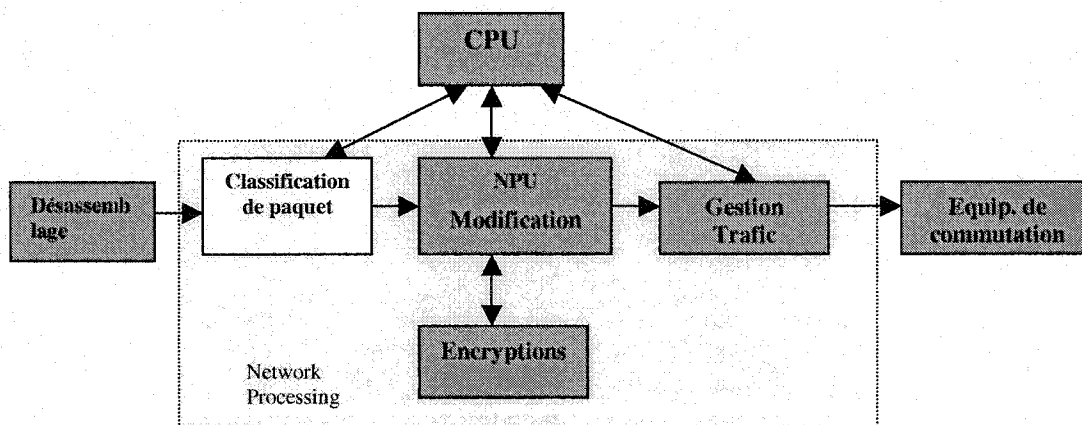 CPU
Classification
de paquet
NPU
Modification
Désassemb
lage
Gestion
Trafic
Equip. de
commutation
Encryptions
Network
Processing